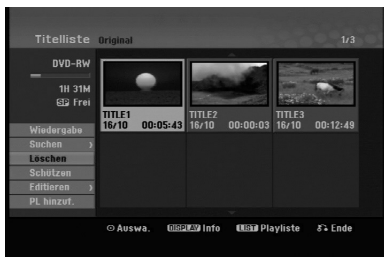 Titelliste Original 1/3
DVD-RW
1H 31M
SP Frei
TITLE1 TITLE2 TITLE3
16/10 00:05:43 16/10 00:00:03 16/10 00:12:49
Wiedergabe
Suchen
Löschen
Schützen
Editieren
PL hinzuf.
Auswa. DISPLAY Info LIST Playliste Ende